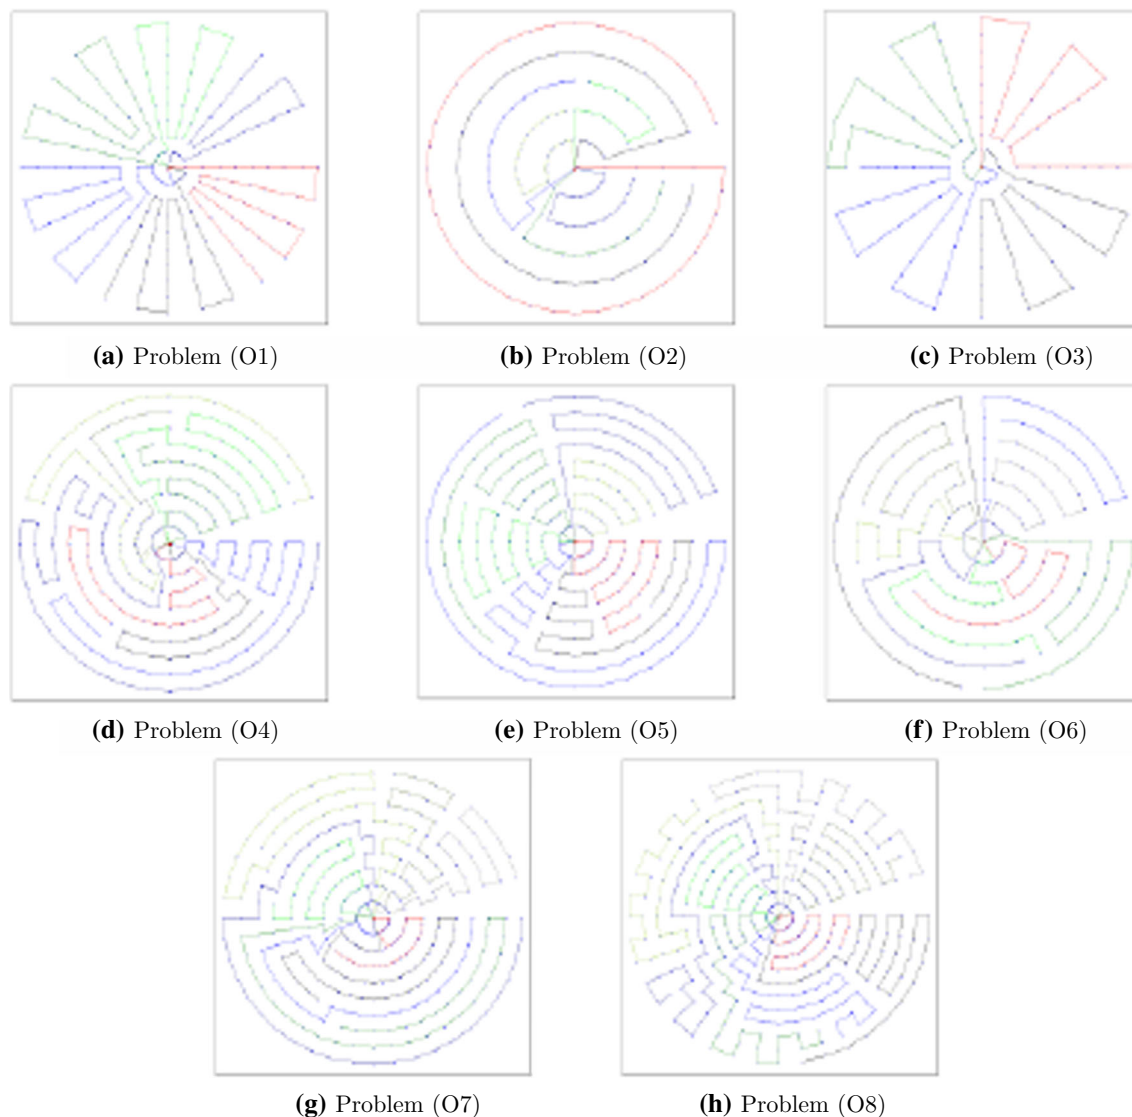 (a) Problem (O1)
(b) Problem (O2)
(c) Problem (O3)
(d) Problem (O4)
(e) Problem (O5)
(f) Problem (O6)
(g) Problem (O7)
(h) Problem (O8)